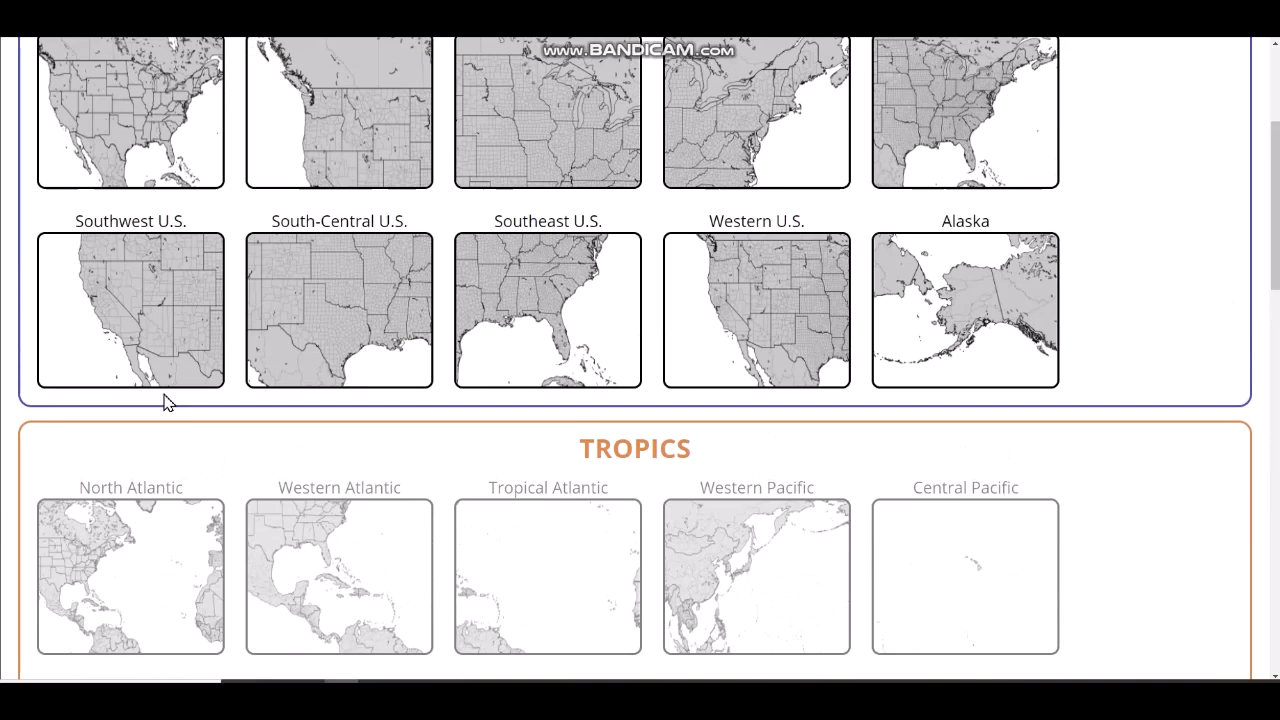 www.BANDICAM.com
Southwest U.S. South-Central U.S. Southeast U.S. Western U.S. Alaska
TROPICS
North Atlantic Western Atlantic Tropical Atlantic Western Pacific Central Pacific